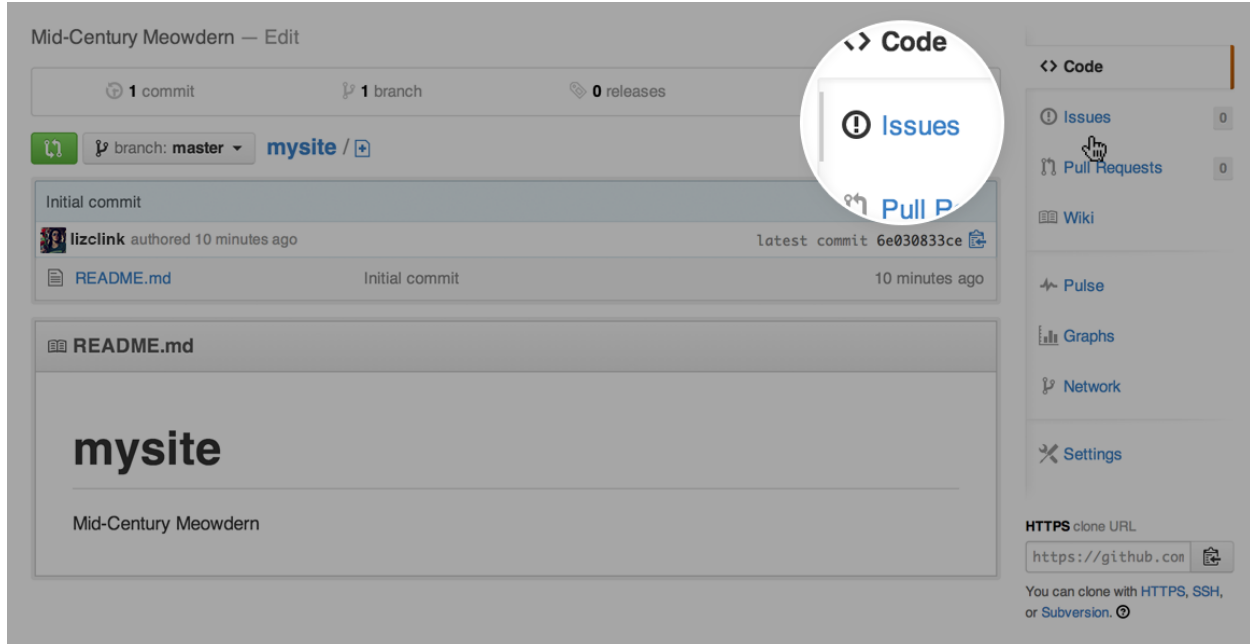 Mid-Century Meowdern — Edit
1 commit
1 branch
0 releases
branch: master
mysite /
Initial commit
lizclink authored 10 minutes ago
latest commit 6e030833ce
README.md
Initial commit
10 minutes ago
README.md
mysite
Mid-Century Meowdern
Code
Issues
Pull
Code
Issues 0
Pull Requests 0
Wiki
Pulse
Graphs
Network
Settings
HTTPS clone URL
https://github.com
You can clone with HTTPS, SSH,
or Subversion.